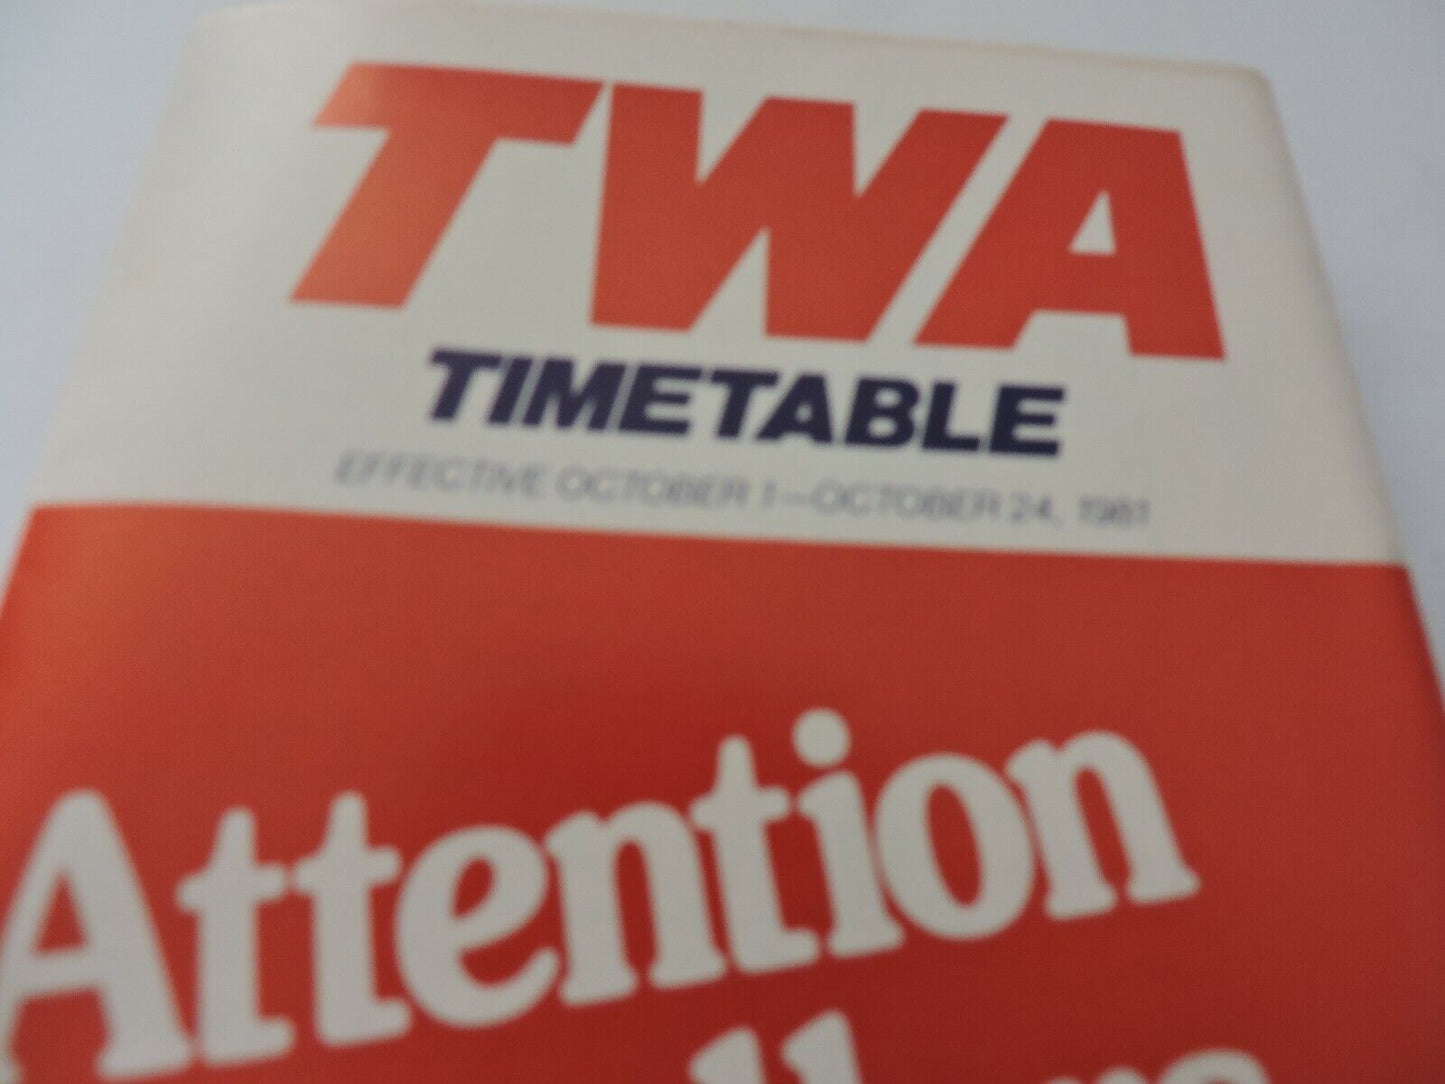 TWA
TIMETABLE
EFFECTIVE OCTOBER 1—OCTOBER 24, 1981
Attention